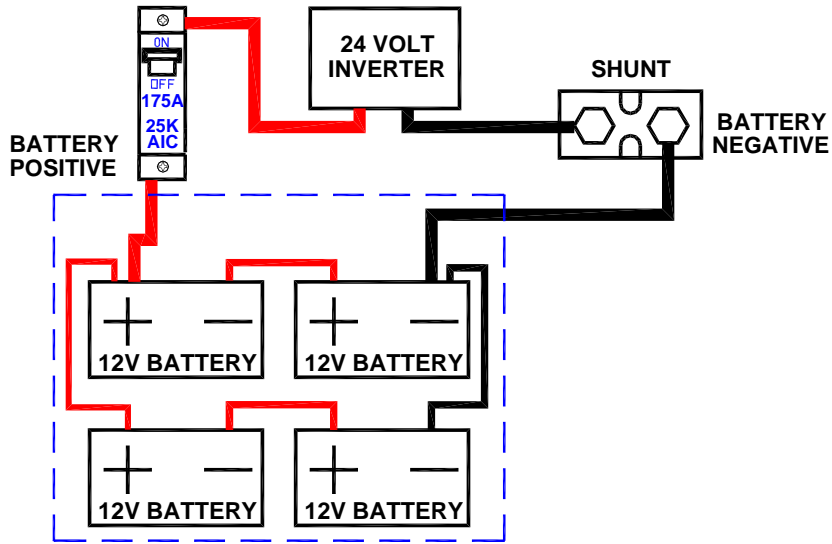 ON
OFF
175A
25K
AIC
BATTERY
POSITIVE
24 VOLT
INVERTER
SHUNT
BATTERY
NEGATIVE
+ −
12V BATTERY
+ −
12V BATTERY
+ −
12V BATTERY
+ −
12V BATTERY